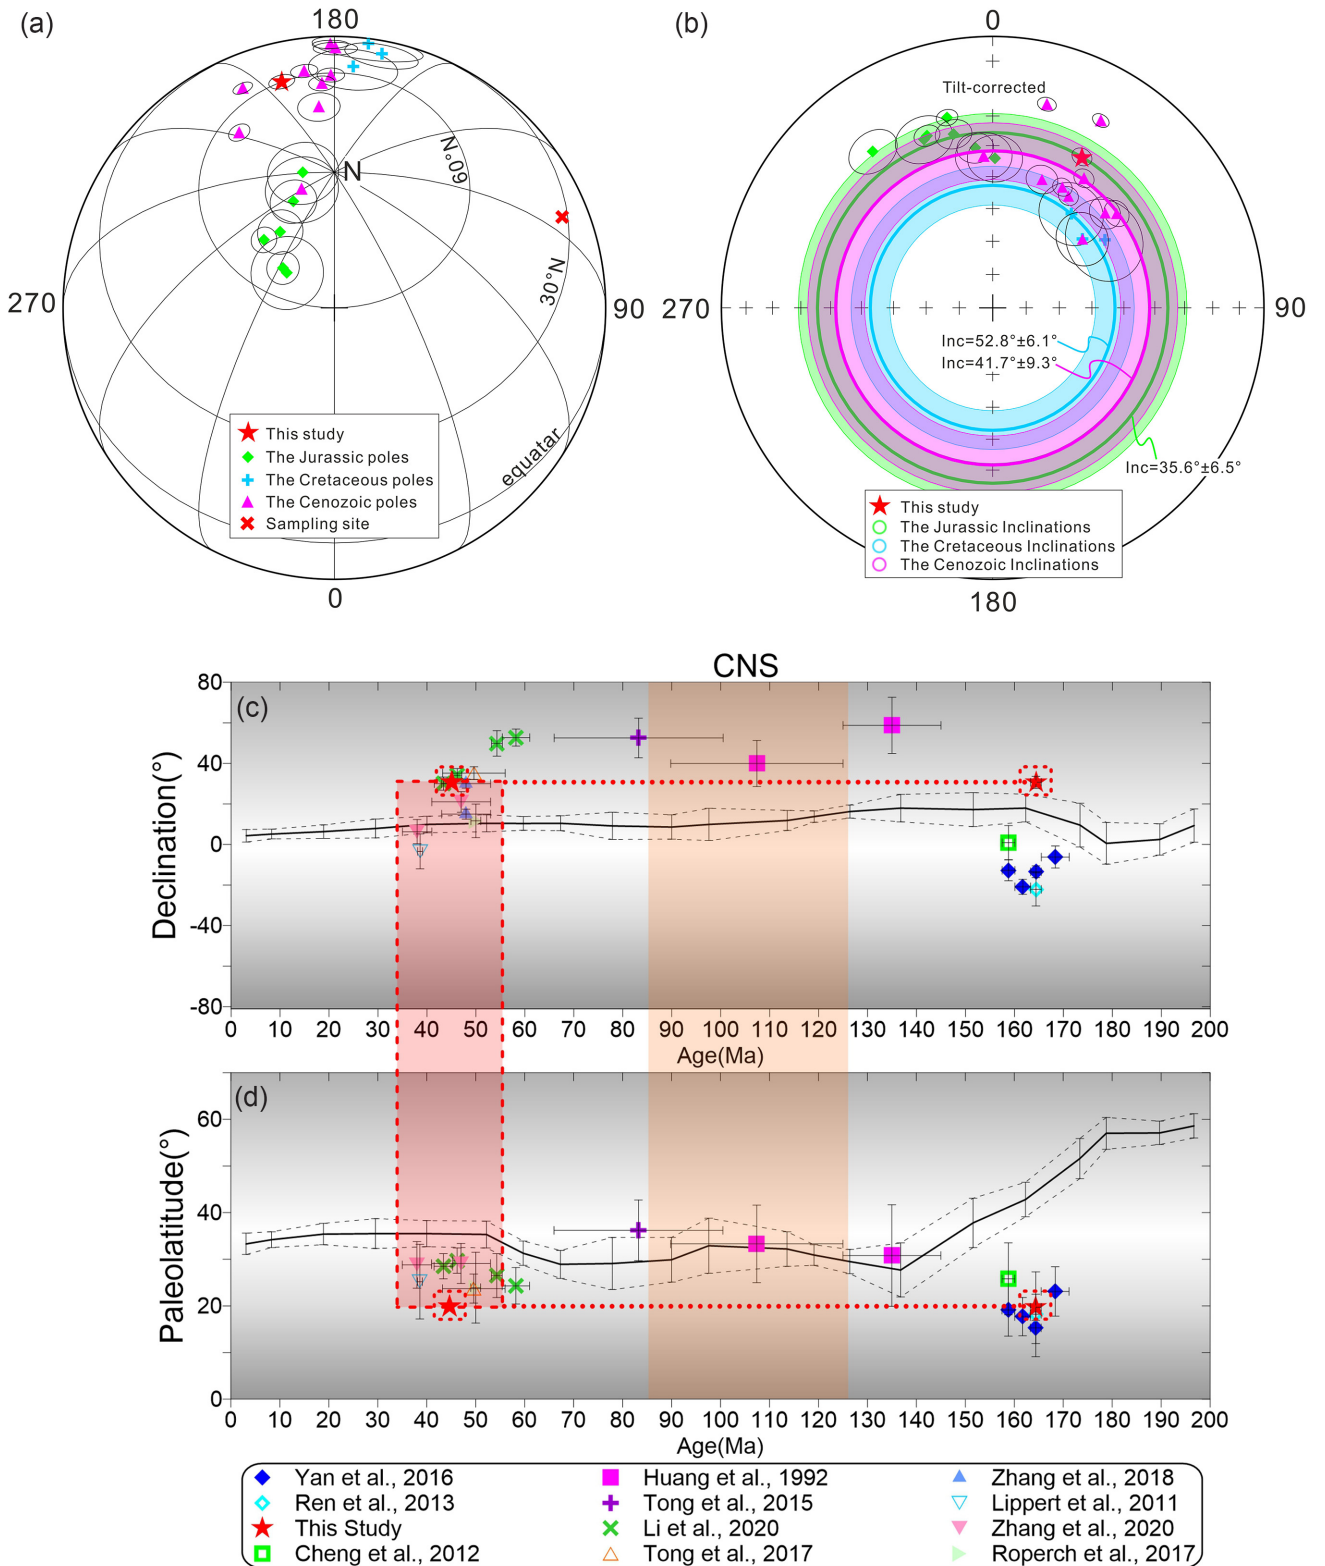 (a)
180
N
60°N
30°N
270
90
equatar
This study
The Jurassic poles
The Cretaceous poles
The Cenozoic poles
Sampling site
0
(b)
0
Tilt-corrected
270
90
Inc=52.8°±6.1°
Inc=41.7°±9.3°
Inc=35.6°±6.5°
This study
The Jurassic Inclinations
The Cretaceous Inclinations
The Cenozoic Inclinations
180
CNS
(c)
Declination(°)
80
40
0
-40
-80
0 10 20 30 40 50 60 70 80 90 100 110 120 130 140 150 160 170 180 190 200
Age(Ma)
(d)
Paleolatitude(°)
60
40
20
0
0 10 20 30 40 50 60 70 80 90 100 110 120 130 140 150 160 170 180 190 200
Age(Ma)
Yan et al., 2016
Ren et al., 2013
This Study
Cheng et al., 2012
Huang et al., 1992
Tong et al., 2015
Li et al., 2020
Tong et al., 2017
Zhang et al., 2018
Lippert et al., 2011
Zhang et al., 2020
Roperch et al., 2017